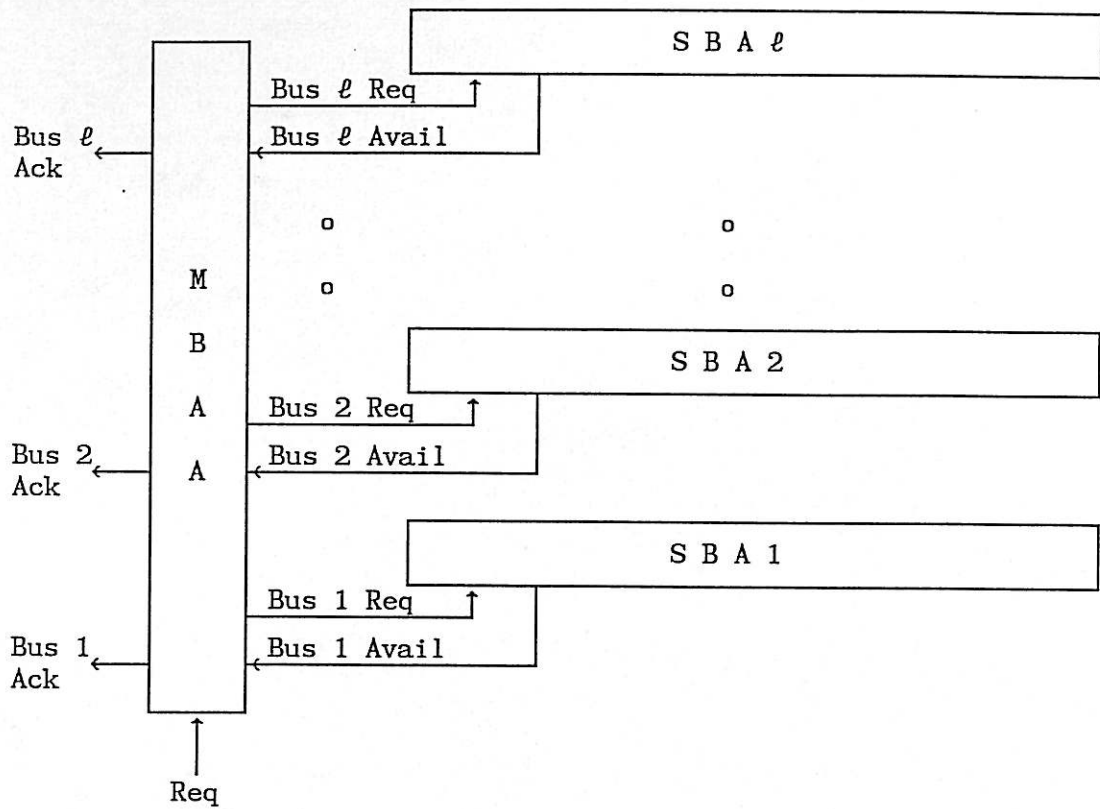 S B A ℓ
Bus ℓ Req
Bus ℓ Avail
Bus ℓ
Ack
M
B
A
A
S B A 2
Bus 2 Req
Bus 2 Avail
Bus 2
Ack
S B A 1
Bus 1 Req
Bus 1 Avail
Bus 1
Ack
Req